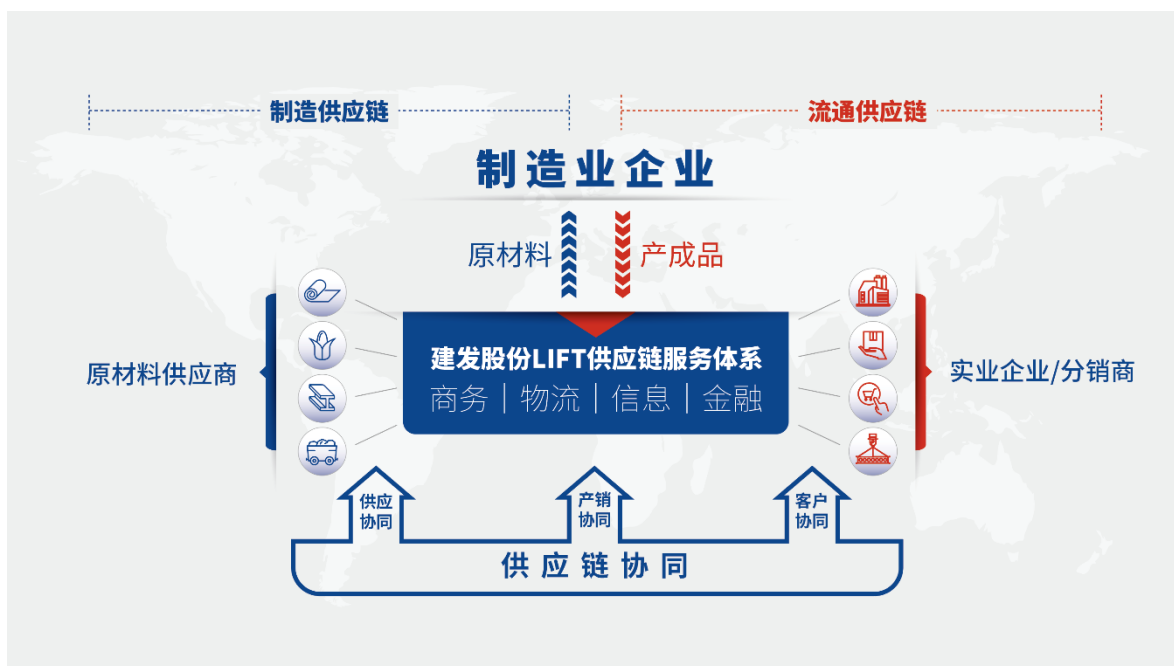 制造供应链
流通供应链
制造业企业
原材料
产成品
建发股份LIFT供应链服务体系
商务｜物流｜信息｜金融
原材料供应商
实业企业/分销商
供应
协同
产销
协同
客户
协同
供应链协同